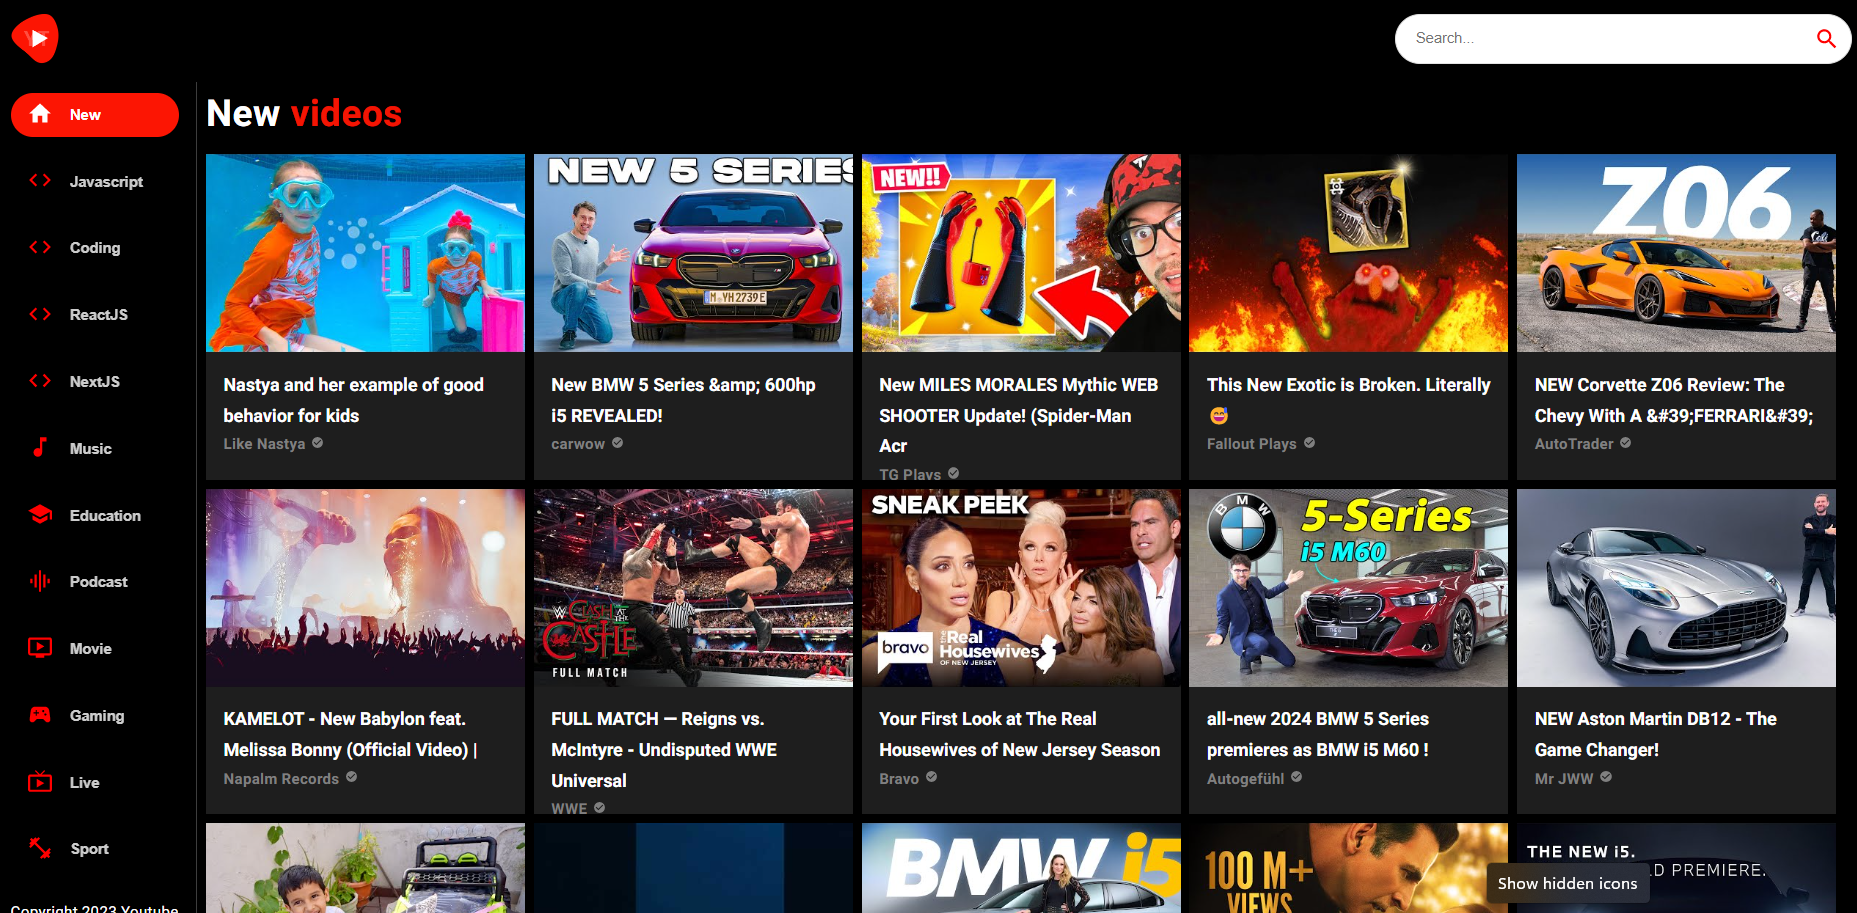 Search...
New
Javascript
Coding
ReactJS
NextJS
Music
Education
Podcast
Movie
Gaming
Live
Sport
Copyright 2023 Youtube
New videos
NEW 5 SERIES
M YH 2739 E
NEW!!
Z06
Nastya and her example of good
behavior for kids
Like Nastya
New BMW 5 Series &amp; 600hp
i5 REVEALED!
carwow
New MILES MORALES Mythic WEB
SHOOTER Update! (Spider-Man
Acr
TG Plays
This New Exotic is Broken. Literally
😅
Fallout Plays
NEW Corvette Z06 Review: The
Chevy With A &#39;FERRARI&#39;
AutoTrader
CLASH
AT THE
CASTLE
FULL MATCH
SNEAK PEEK
bravo
the Real
Housewives
OF NEW JERSEY
BMW
5-Series
i5 M60
KAMELOT - New Babylon feat.
Melissa Bonny (Official Video) |
Napalm Records
FULL MATCH — Reigns vs.
McIntyre - Undisputed WWE
Universal
WWE
Your First Look at The Real
Housewives of New Jersey Season
Bravo
all-new 2024 BMW 5 Series
premieres as BMW i5 M60 !
Autogefühl
NEW Aston Martin DB12 - The
Game Changer!
Mr JWW
BMW i5
100 M+
VIEWS
THE NEW i5.
LD PREMIERE.
Show hidden icons